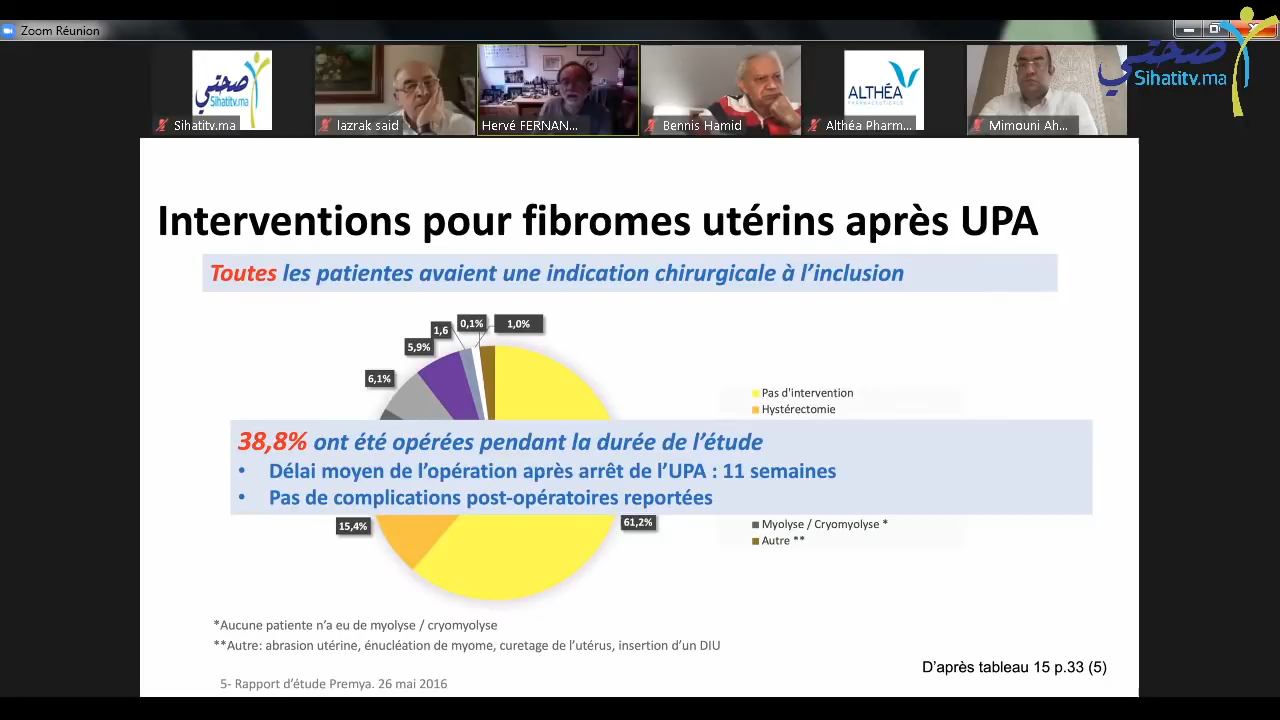 Zoom Réunion
صحتي
Sihatitv.ma
صحتي
Sihatitv.ma
ALTHÉA
PHARMACEUTICALS
Sihatitv.ma
lazrak said
Hervé FERNAN...
Bennis Hamid
Althéa Pharm...
Mimouni Ah...
Interventions pour fibromes utérins après UPA
Toutes les patientes avaient une indication chirurgicale à l'inclusion
0,1%
1,0%
1,6
5,9%
6,1%
Pas d'intervention
Hystérectomie
38,8% ont été opérées pendant la durée de l'étude
• Délai moyen de l'opération après arrêt de l'UPA : 11 semaines
• Pas de complications post-opératoires reportées
15,4%
61,2%
Myolyse / Cryomyolyse *
Autre **
*Aucune patiente n'a eu de myolyse / cryomyolyse
**Autre: abrasion utérine, énucléation de myome, curetage de l'utérus, insertion d'un DIU
D'après tableau 15 p.33 (5)
5- Rapport d'étude Premya. 26 mai 2016